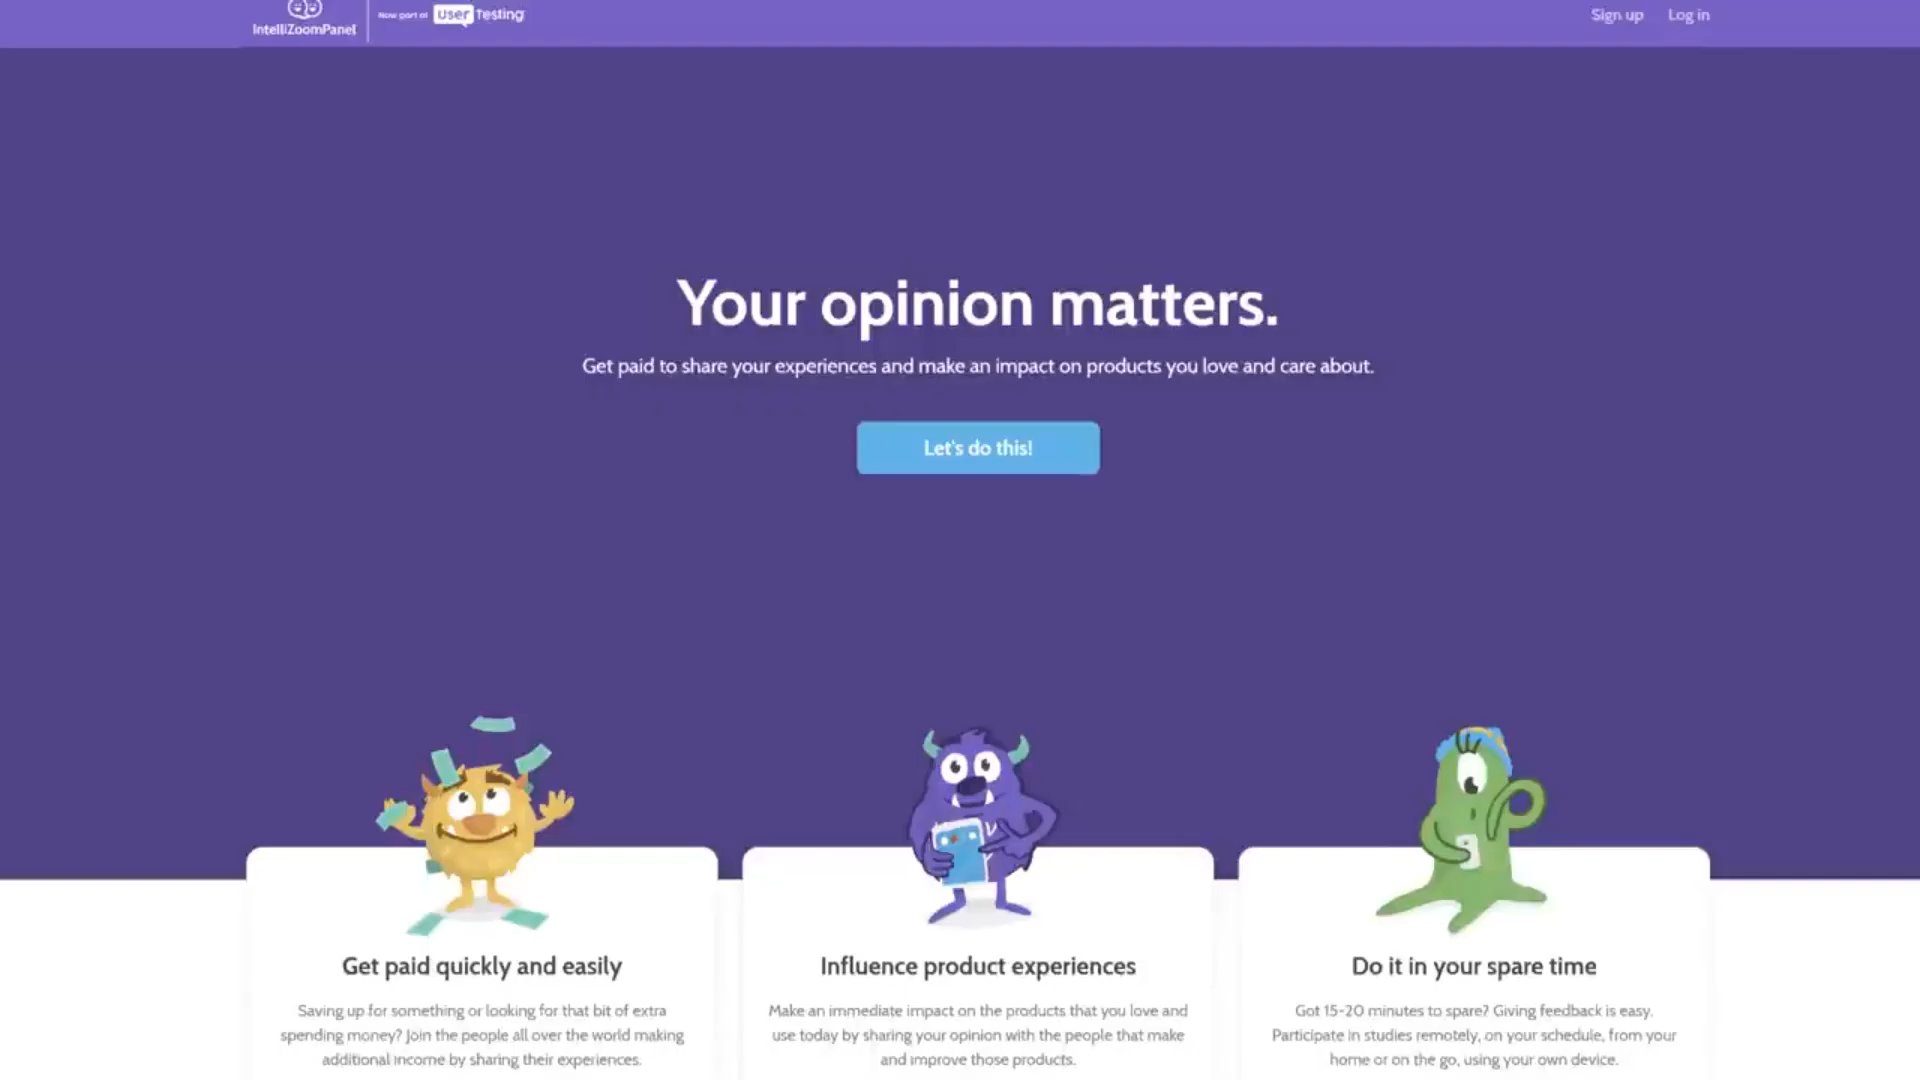 IntelliZoomPanel
Now part of UserTesting
Sign up
Log in
Your opinion matters.
Get paid to share your experiences and make an impact on products you love and care about.
Let's do this!
Get paid quickly and easily
Saving up for something or looking for that bit of extra
spending money? Join the people all over the world making
additional income by sharing their experiences.
Influence product experiences
Make an immediate impact on the products that you love and
use today by sharing your opinion with the people that make
and improve those products.
Do it in your spare time
Got 15-20 minutes to spare? Giving feedback is easy.
Participate in studies remotely, on your schedule, from your
home or on the go, using your own device.